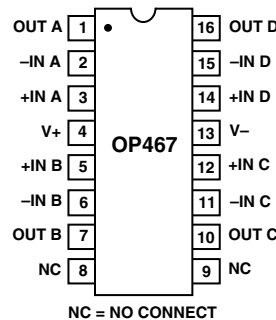 OUT A 1 16 OUT D
–IN A 2 15 –IN D
+IN A 3 14 +IN D
V+ 4 13 V–
OP467
+IN B 5 12 +IN C
–IN B 6 11 –IN C
OUT B 7 10 OUT C
NC 8 9 NC
NC = NO CONNECT